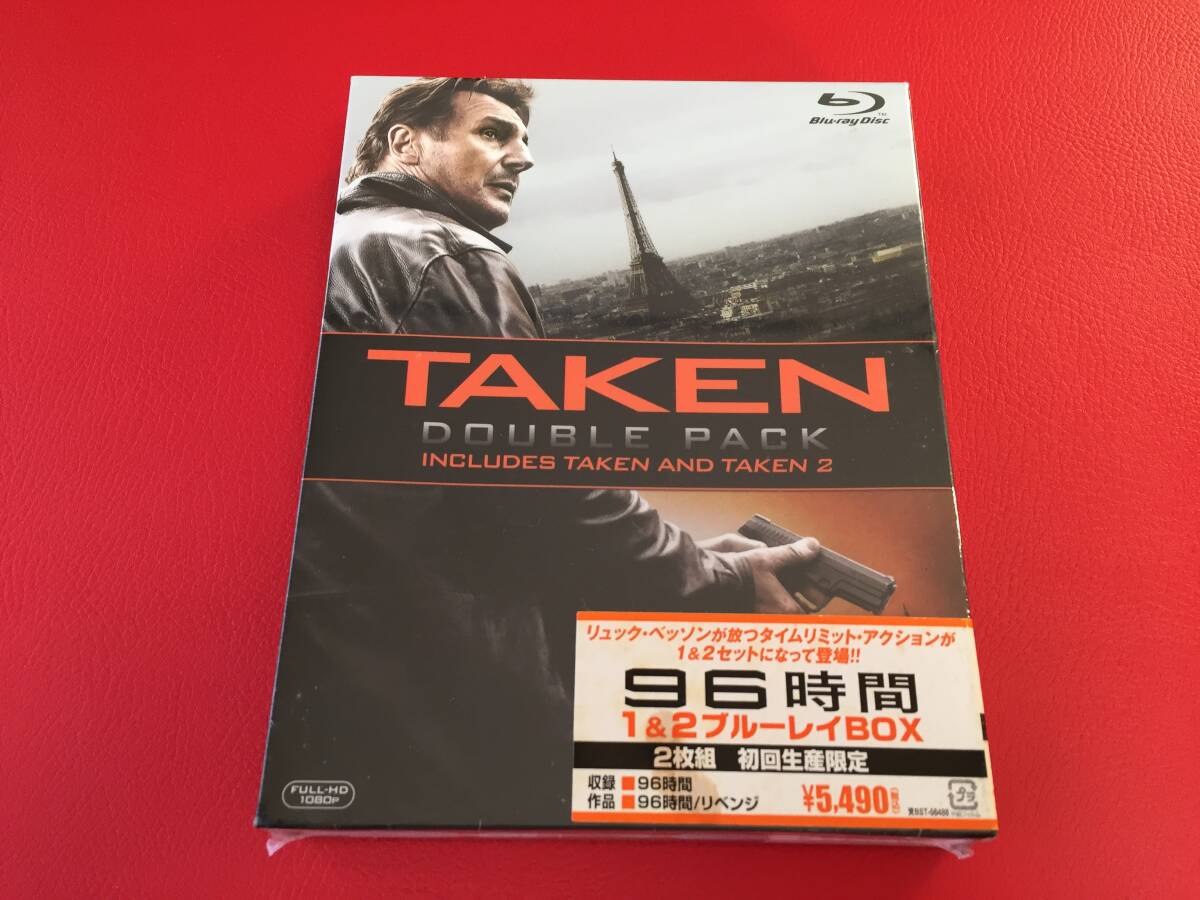 Blu-ray Disc
TM
TAKEN
DOUBLE PACK
INCLUDES TAKEN AND TAKEN 2
リュック・ベッソンが放つタイムリミット・アクションが
1&2セットになって登場!!
96時間
1&2ブルーレイBOX
2枚組 初回生産限定
収録 ■96時間
作品 ■96時間/リベンジ
¥5,490
プラ
FULL-HD
1080P